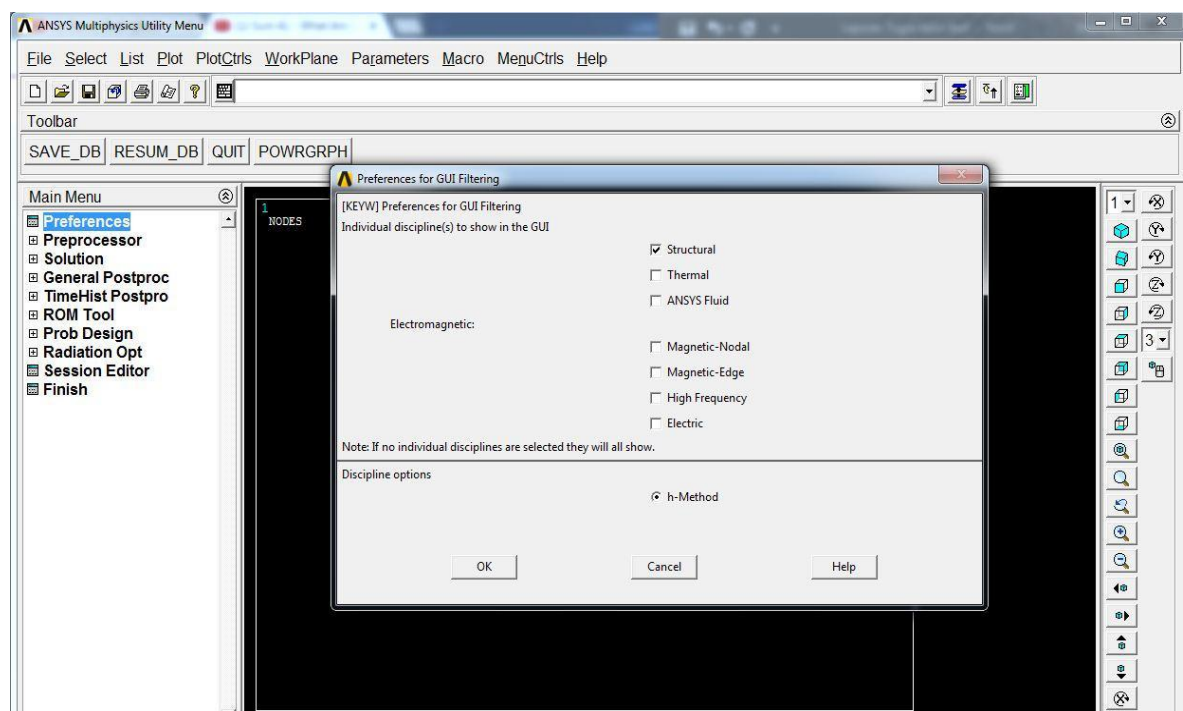 ANSYS Multiphysics Utility Menu
File Select List Plot PlotCtrls WorkPlane Parameters Macro MenuCtrls Help
Toolbar
SAVE_DB RESUM_DB QUIT POWRGRPH
Main Menu
Preferences
Preprocessor
Solution
General Postproc
TimeHist Postpro
ROM Tool
Prob Design
Radiation Opt
Session Editor
Finish
1
NODES
Preferences for GUI Filtering
[KEYW] Preferences for GUI Filtering
Individual discipline(s) to show in the GUI
Structural
Thermal
ANSYS Fluid
Electromagnetic:
Magnetic-Nodal
Magnetic-Edge
High Frequency
Electric
Note: If no individual disciplines are selected they will all show.
Discipline options
h-Method
OK Cancel Help
1
3